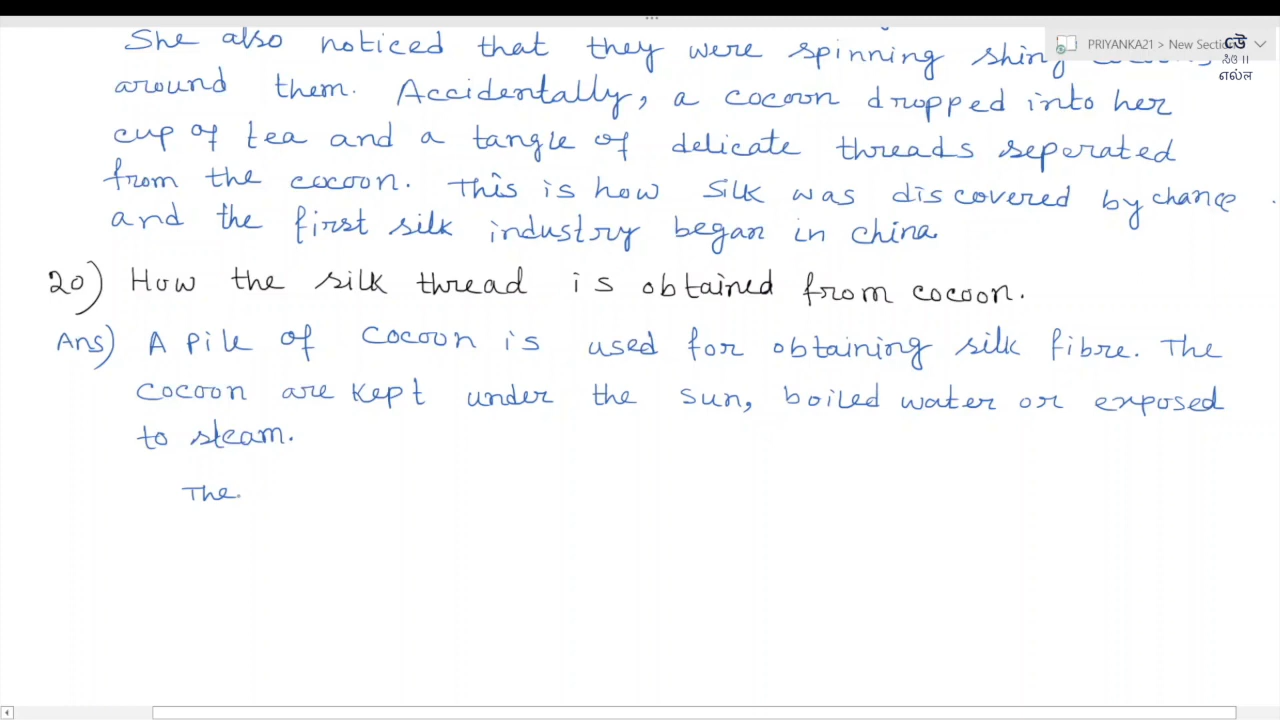 PRIYANKA21 > New Section
She also noticed that they were spinning shing
around them. Accidentally, a cocoon dropped into her
cup of tea and a tangle of delicate threads seperated
from the cocoon. This is how silk was discovered by chance
and the first silk industry began in china
20) How the silk thread is obtained from cocoon.
Ans) A pile of cocoon is used for obtaining silk fibre. The
cocoon are kept under the sun, boiled water or exposed
to steam.
The